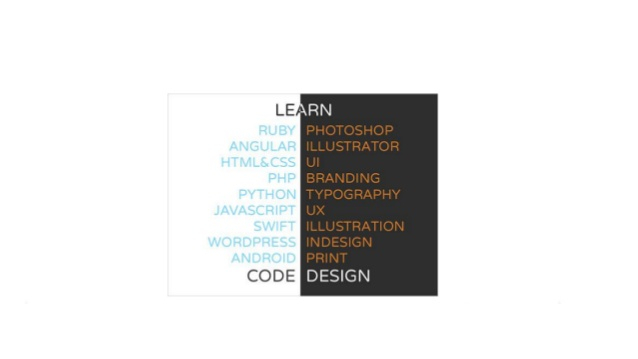 LEARN
RUBY PHOTOSHOP
ANGULAR ILLUSTRATOR
HTML&CSS UI
PHP BRANDING
PYTHON TYPOGRAPHY
JAVASCRIPT UX
SWIFT ILLUSTRATION
WORDPRESS INDESIGN
ANDROID PRINT
CODE DESIGN